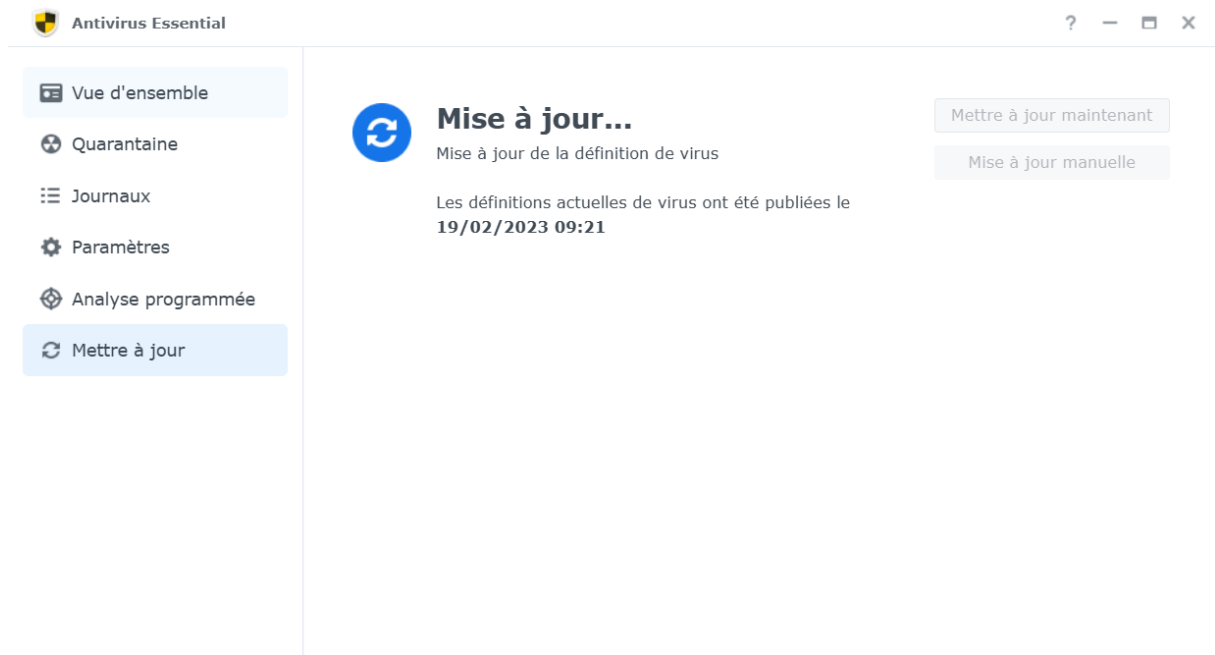 Antivirus Essential
?
Vue d'ensemble
Quarantaine
Journaux
Paramètres
Analyse programmée
Mettre à jour
Mise à jour...
Mise à jour de la définition de virus
Les définitions actuelles de virus ont été publiées le
19/02/2023 09:21
Mettre à jour maintenant
Mise à jour manuelle